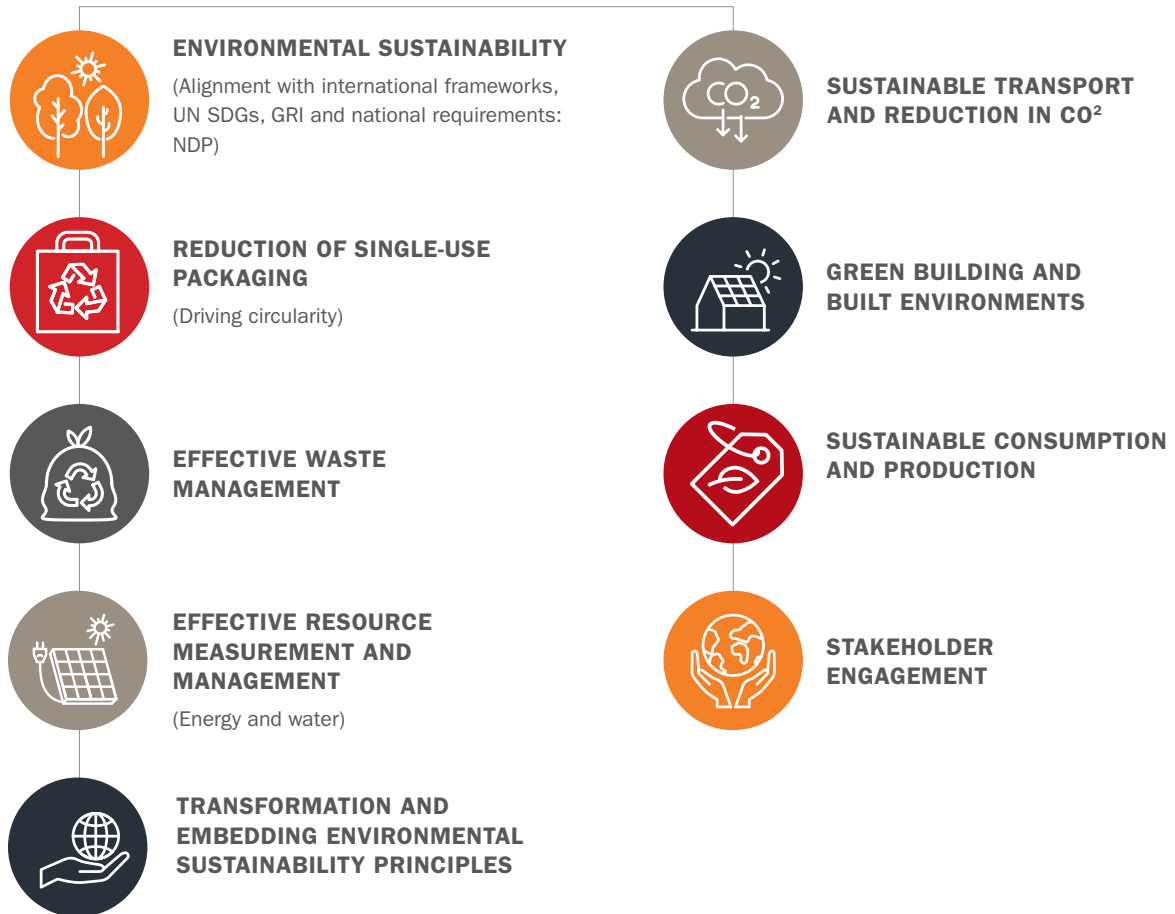 ENVIRONMENTAL SUSTAINABILITY
(Alignment with international frameworks,
UN SDGs, GRI and national requirements:
NDP)
REDUCTION OF SINGLE-USE
PACKAGING
(Driving circularity)
EFFECTIVE WASTE
MANAGEMENT
EFFECTIVE RESOURCE
MEASUREMENT AND
MANAGEMENT
(Energy and water)
TRANSFORMATION AND
EMBEDDING ENVIRONMENTAL
SUSTAINABILITY PRINCIPLES
CO₂
SUSTAINABLE TRANSPORT
AND REDUCTION IN CO²
GREEN BUILDING AND
BUILT ENVIRONMENTS
SUSTAINABLE CONSUMPTION
AND PRODUCTION
STAKEHOLDER
ENGAGEMENT